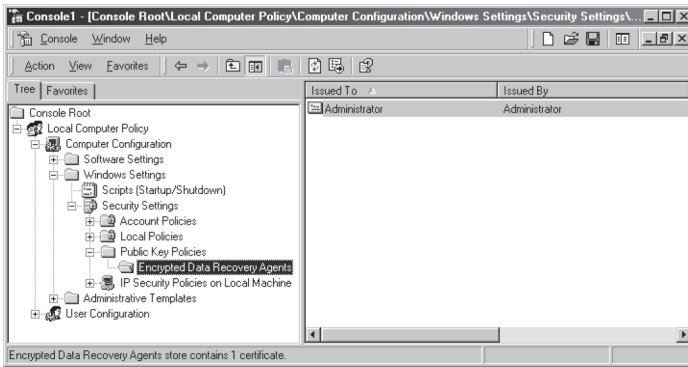 Console1 - [Console Root\Local Computer Policy\Computer Configuration\Windows Settings\Security Settings\...
Console Window Help
Action View Favorites
Tree Favorites
Issued To Issued By
Console Root
Local Computer Policy
Computer Configuration
Software Settings
Windows Settings
Scripts (Startup/Shutdown)
Security Settings
Account Policies
Local Policies
Public Key Policies
Encrypted Data Recovery Agents
IP Security Policies on Local Machine
Administrative Templates
User Configuration
Administrator Administrator
Encrypted Data Recovery Agents store contains 1 certificate.